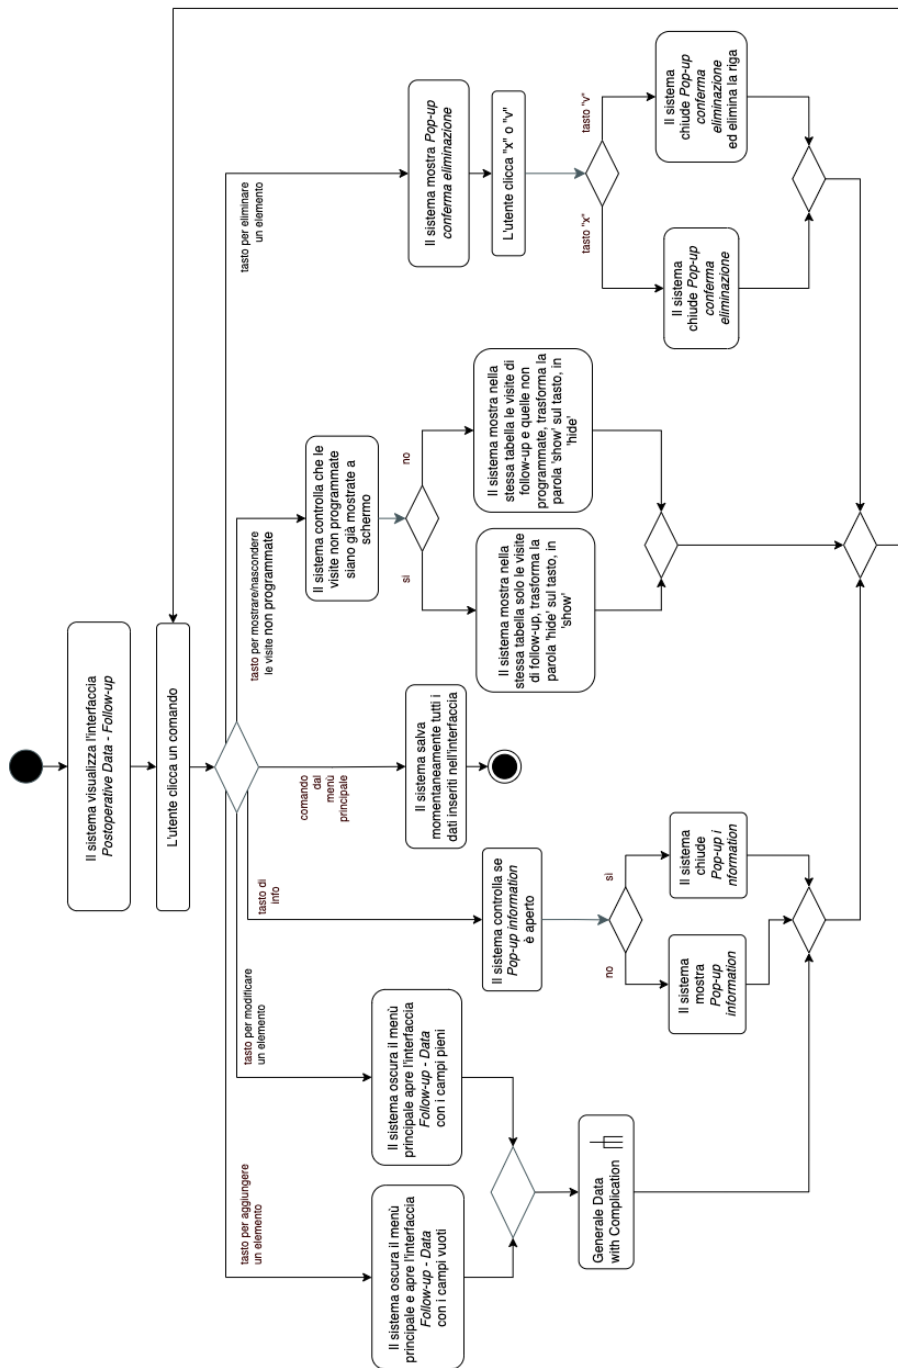 Il sistema visualizza l'interfaccia
Postoperative Data - Follow-up
L'utente clicca un comando
tasto per aggiungere
un elemento
tasto per modificare
un elemento
tasto di
info
comando
dal
menù
principale
tasto per mostrare/nascondere
le visite non programmate
tasto per eliminare
un elemento
Il sistema oscura il menù
principale e apre l'interfaccia
Follow-up - Data
con i campi vuoti
Il sistema oscura il menù
principale apre l'interfaccia
Follow-up - Data
con i campi pieni
Generale Data
with Complication
Il sistema controlla se
Pop-up information
è aperto
no
sì
Il sistema
mostra
Pop-up
information
Il sistema
chiude
Pop-up i
nformation
Il sistema salva
momentaneamente tutti i
dati inseriti nell'interfaccia
Il sistema controlla che le
visite non programmate
siano già mostrate a
schermo
si
no
Il sistema mostra nella
stessa tabella solo le visite
di follow-up, trasforma la
parola 'hide' sul tasto, in
'show'
Il sistema mostra nella
stessa tabella le visite di
follow-up e quelle non
programmate, trasforma la
parola 'show' sul tasto, in
'hide'
Il sistema mostra Pop-up
conferma eliminazione
L'utente clicca "x" o "v"
tasto "x"
tasto "v"
Il sistema
chiude Pop-up
conferma
eliminazione
Il sistema
chiude Pop-up
conferma
eliminazione
ed elimina la riga